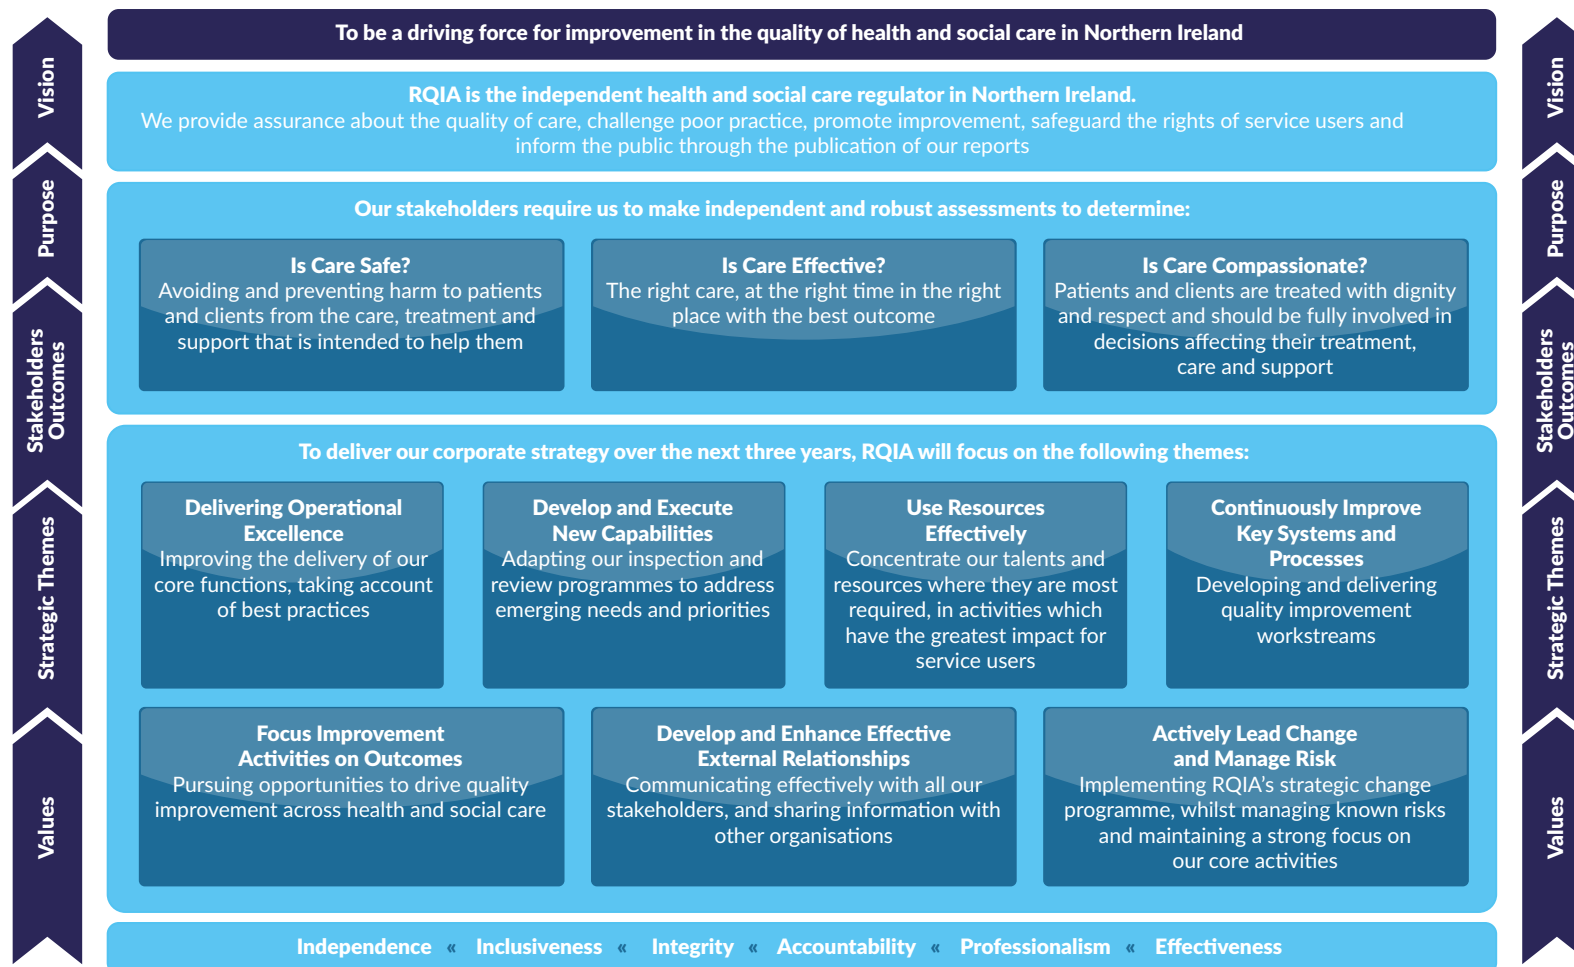 To be a driving force for improvement in the quality of health and social care in Northern Ireland
RQIA is the independent health and social care regulator in Northern Ireland.
We provide assurance about the quality of care, challenge poor practice, promote improvement, safeguard the rights of service users and
inform the public through the publication of our reports
Our stakeholders require us to make independent and robust assessments to determine:
Is Care Safe?
Avoiding and preventing harm to patients
and clients from the care, treatment and
support that is intended to help them
Is Care Effective?
The right care, at the right time in the right
place with the best outcome
Is Care Compassionate?
Patients and clients are treated with dignity
and respect and should be fully involved in
decisions affecting their treatment,
care and support
To deliver our corporate strategy over the next three years, RQIA will focus on the following themes:
Delivering Operational
Excellence
Improving the delivery of our
core functions, taking account
of best practices
Develop and Execute
New Capabilities
Adapting our inspection and
review programmes to address
emerging needs and priorities
Use Resources
Effectively
Concentrate our talents and
resources where they are most
required, in activities which
have the greatest impact for
service users
Continuously Improve
Key Systems and
Processes
Developing and delivering
quality improvement
workstreams
Focus Improvement
Activities on Outcomes
Pursuing opportunities to drive quality
improvement across health and social care
Develop and Enhance Effective
External Relationships
Communicating effectively with all our
stakeholders, and sharing information with
other organisations
Actively Lead Change
and Manage Risk
Implementing RQIA's strategic change
programme, whilst managing known risks
and maintaining a strong focus on
our core activities
Independence « Inclusiveness « Integrity « Accountability « Professionalism « Effectiveness
Vision
Purpose
Stakeholders
Outcomes
Strategic Themes
Values
Vision
Purpose
Stakeholders
Outcomes
Strategic Themes
Values